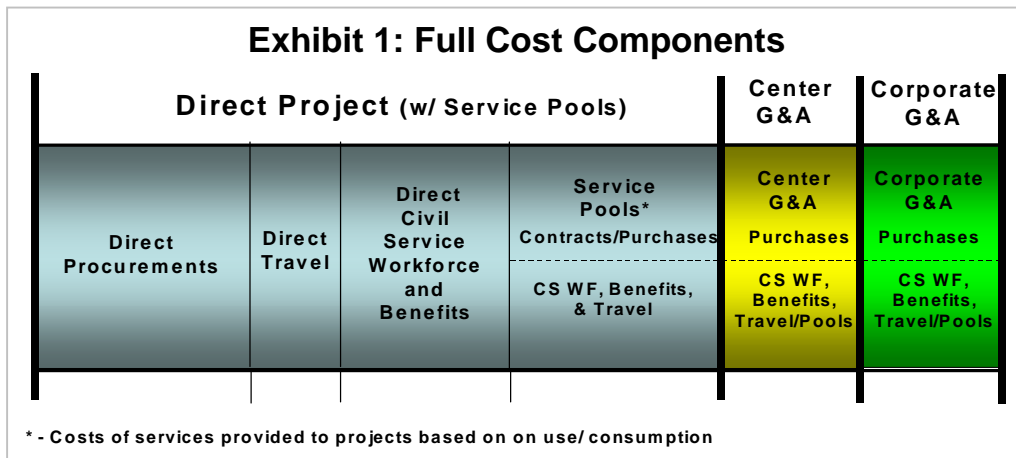 Exhibit 1: Full Cost Components
Direct Project (w/ Service Pools)
Center
G&A
Corporate
G&A
Direct
Procurements
Direct
Travel
Direct
Civil
Service
Workforce
and
Benefits
Service
Pools*
Contracts/Purchases
CS WF, Benefits,
& Travel
Center
G&A
Purchases
CS WF,
Benefits,
Travel/Pools
Corporate
G&A
Purchases
CS WF,
Benefits,
Travel/Pools
* - Costs of services provided to projects based on on use/ consumption